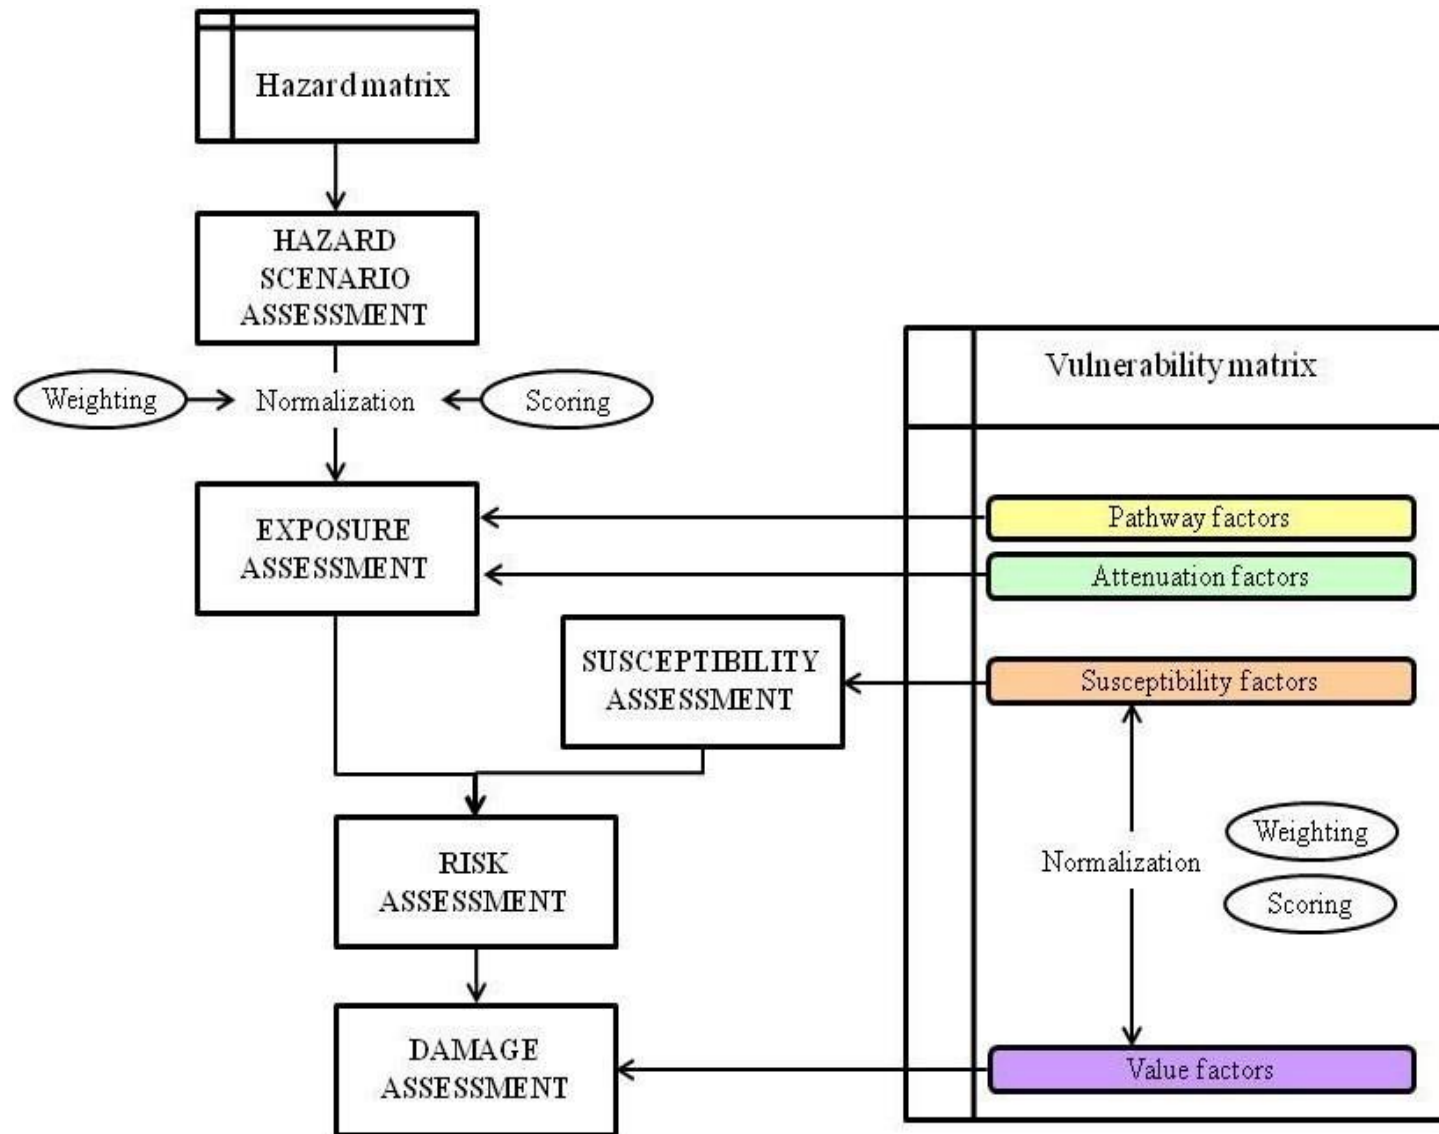 Hazard matrix
HAZARD
SCENARIO
ASSESSMENT
Weighting
Normalization
Scoring
Vulnerability matrix
EXPOSURE
ASSESSMENT
Pathway factors
Attenuation factors
SUSCEPTIBILITY
ASSESSMENT
Susceptibility factors
RISK
ASSESSMENT
Normalization
Weighting
Scoring
DAMAGE
ASSESSMENT
Value factors